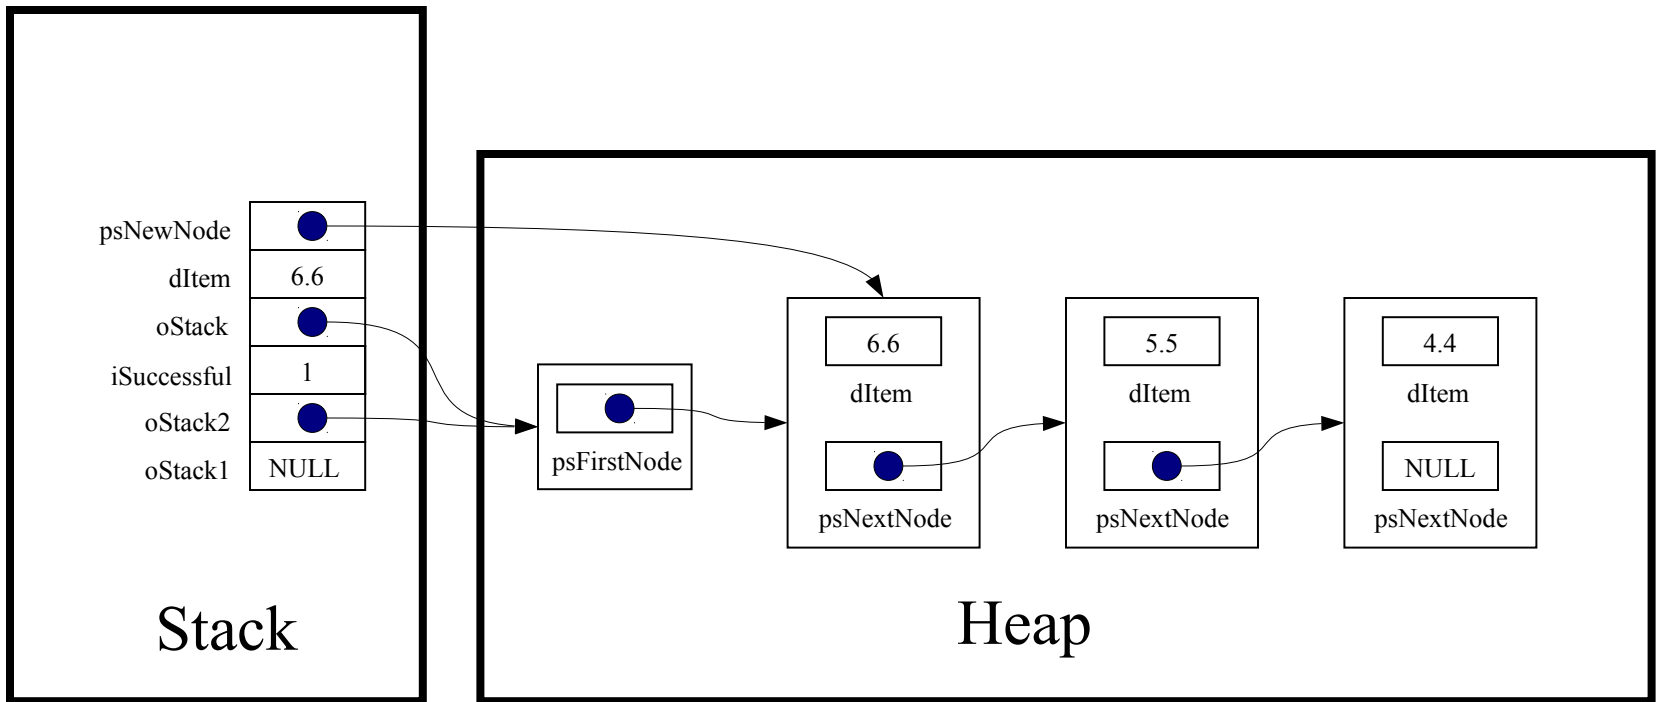 psNewNode
dItem 6.6
oStack
iSuccessful 1
oStack2
oStack1 NULL
Stack
psFirstNode
6.6
dItem
psNextNode
5.5
dItem
psNextNode
4.4
dItem
NULL
psNextNode
Heap